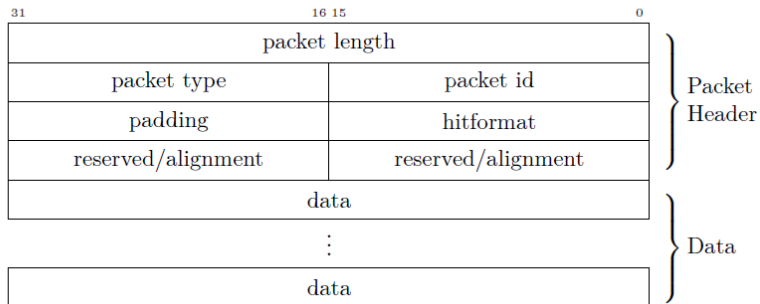 31 16 15 0
packet length
packet type packet id
padding hitformat
reserved/alignment reserved/alignment
Packet
Header
data
⋮
Data
data